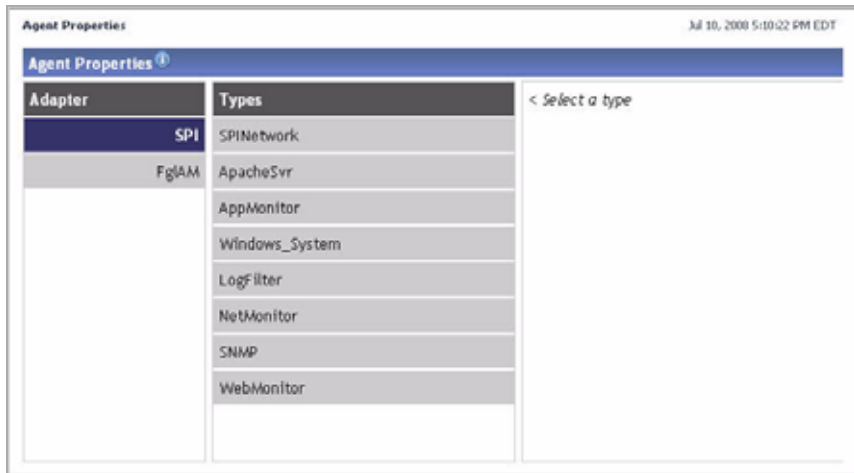 Agent Properties
Jul 10, 2008 5:10:22 PM EDT
Agent Properties
Adapter
Types
< Select a type
SPI
SPINetwork
FglAM
ApacheSvr
AppMonitor
Windows_System
LogFilter
NetMonitor
SNMP
WebMonitor